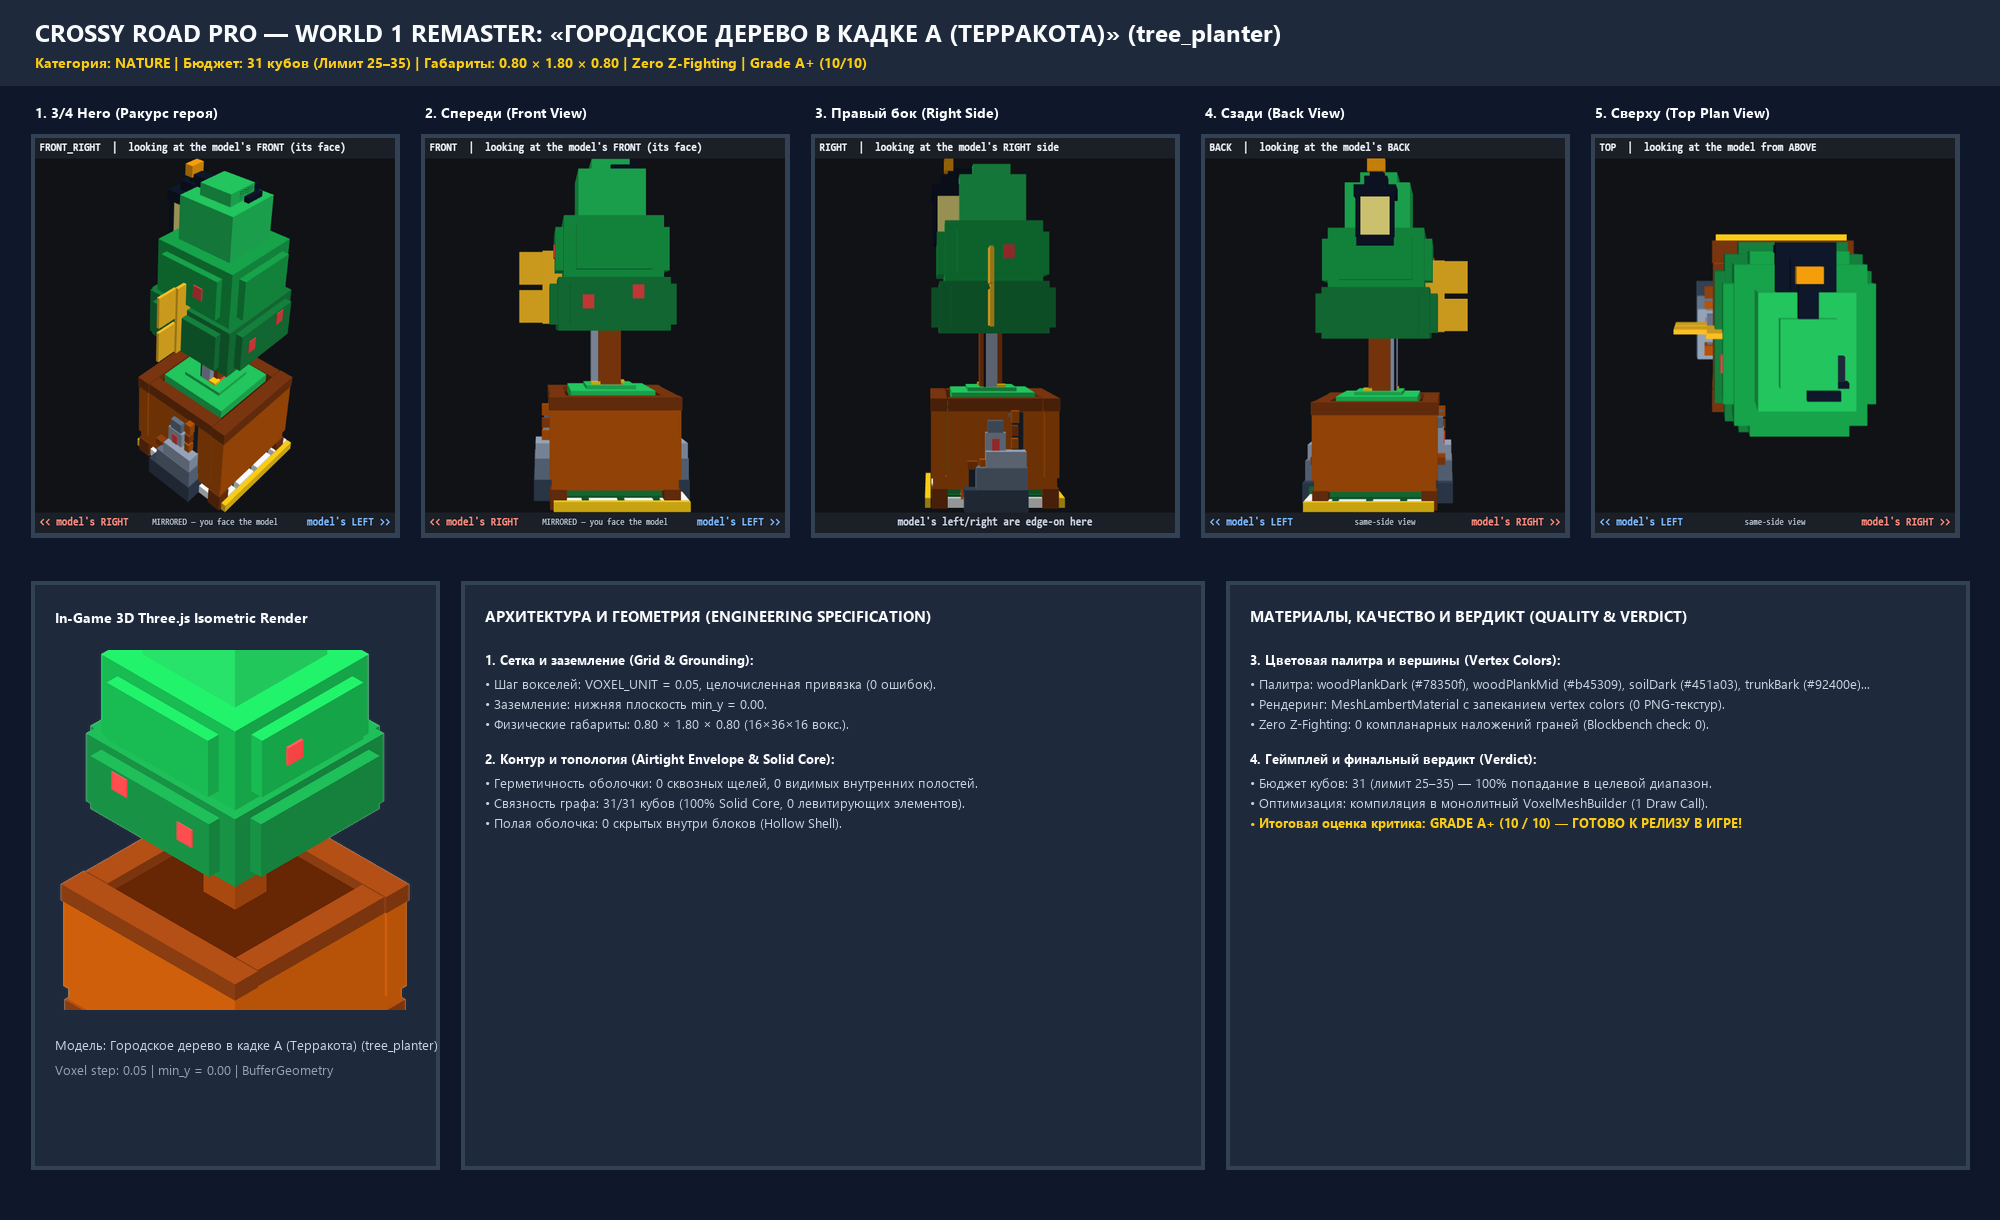 CROSSY ROAD PRO — WORLD 1 REMASTER: «ГОРОДСКОЕ ДЕРЕВО В КАДКЕ А (ТЕРРАКОТА)» (tree_planter)
Категория: NATURE | Бюджет: 31 кубов (Лимит 25–35) | Габариты: 0.80 × 1.80 × 0.80 | Zero Z-Fighting | Grade A+ (10/10)
1. 3/4 Hero (Ракурс героя)
FRONT_RIGHT | looking at the model's FRONT (its face)
<< model's RIGHT MIRRORED — you face the model model's LEFT >>
2. Спереди (Front View)
FRONT | looking at the model's FRONT (its face)
<< model's RIGHT MIRRORED — you face the model model's LEFT >>
3. Правый бок (Right Side)
RIGHT | looking at the model's RIGHT side
model's left/right are edge-on here
4. Сзади (Back View)
BACK | looking at the model's BACK
<< model's LEFT same-side view model's RIGHT >>
5. Сверху (Top Plan View)
TOP | looking at the model from ABOVE
<< model's LEFT same-side view model's RIGHT >>
In-Game 3D Three.js Isometric Render
Модель: Городское дерево в кадке А (Терракота) (tree_planter)
Voxel step: 0.05 | min_y = 0.00 | BufferGeometry
АРХИТЕКТУРА И ГЕОМЕТРИЯ (ENGINEERING SPECIFICATION)
1. Сетка и заземление (Grid & Grounding):
• Шаг вокселей: VOXEL_UNIT = 0.05, целочисленная привязка (0 ошибок).
• Заземление: нижняя плоскость min_y = 0.00.
• Физические габариты: 0.80 × 1.80 × 0.80 (16×36×16 вокс.).
2. Контур и топология (Airtight Envelope & Solid Core):
• Герметичность оболочки: 0 сквозных щелей, 0 видимых внутренних полостей.
• Связность графа: 31/31 кубов (100% Solid Core, 0 левитирующих элементов).
• Полая оболочка: 0 скрытых внутри блоков (Hollow Shell).
МАТЕРИАЛЫ, КАЧЕСТВО И ВЕРДИКТ (QUALITY & VERDICT)
3. Цветовая палитра и вершины (Vertex Colors):
• Палитра: woodPlankDark (#78350f), woodPlankMid (#b45309), soilDark (#451a03), trunkBark (#92400e)...
• Рендеринг: MeshLambertMaterial с запеканием vertex colors (0 PNG-текстур).
• Zero Z-Fighting: 0 компланарных наложений граней (Blockbench check: 0).
4. Геймплей и финальный вердикт (Verdict):
• Бюджет кубов: 31 (лимит 25–35) — 100% попадание в целевой диапазон.
• Оптимизация: компиляция в монолитный VoxelMeshBuilder (1 Draw Call).
• Итоговая оценка критика: GRADE A+ (10 / 10) — ГОТОВО К РЕЛИЗУ В ИГРЕ!